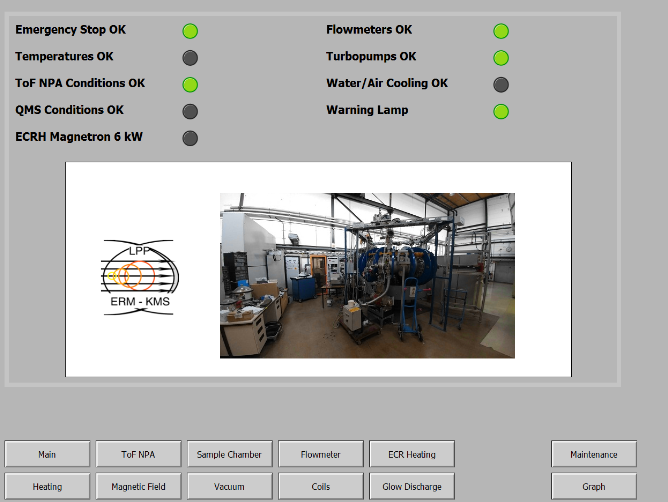 Emergency Stop OK
Flowmeters OK
Temperatures OK
Turbopumps OK
ToF NPA Conditions OK
Water/Air Cooling OK
QMS Conditions OK
Warning Lamp
ECRH Magnetron 6 kW
LPP
ERM - KMS
Main
ToF NPA
Sample Chamber
Flowmeter
ECR Heating
Maintenance
Heating
Magnetic Field
Vacuum
Coils
Glow Discharge
Graph